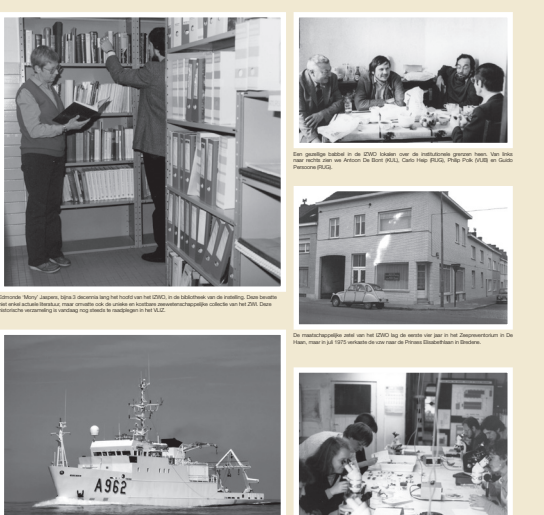 Edmonde 'Mony' Jaspers, bijna 3 decennia lang het hoofd van het IZWO, in de bibliotheek van de instelling. Deze bevatte
niet enkel actuele literatuur, maar omvatte ook de unieke en kostbare zeewetenschappelijke collectie van het ZWI. Deze
historische verzameling is vandaag nog steeds te raadplegen in het VLIZ.
Een gezellige babbel in de IZWO lokalen over de institutionele grenzen heen. Van links
naar rechts zien we Antoon De Bont (KUL), Carlo Heip (RUG), Philip Polk (VUB) en Guido
Persoone (RUG).
De maatschappelijke zetel van het IZWO lag de eerste vier jaar in het Zeepreventorium in De
Haan, maar in juli 1975 verkaste de vzw naar de Prinses Elisabethlaan in Bredene.
A962